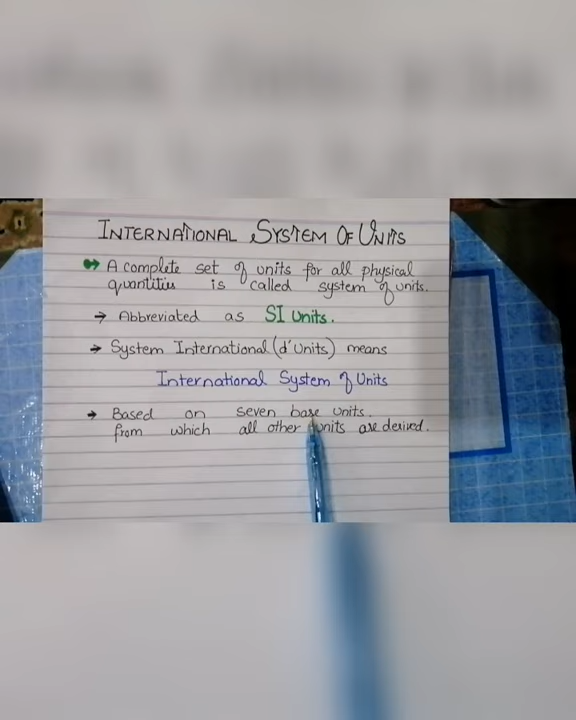 INTERNATIONAL SYSTEM OF UNITS
A complete set of units for all physical
quantities is called system of units.
→ Abbreviated as SI Units.
→ System International (d'Units) means
International System of Units
→ Based on seven base units.
from which all other units are derived.